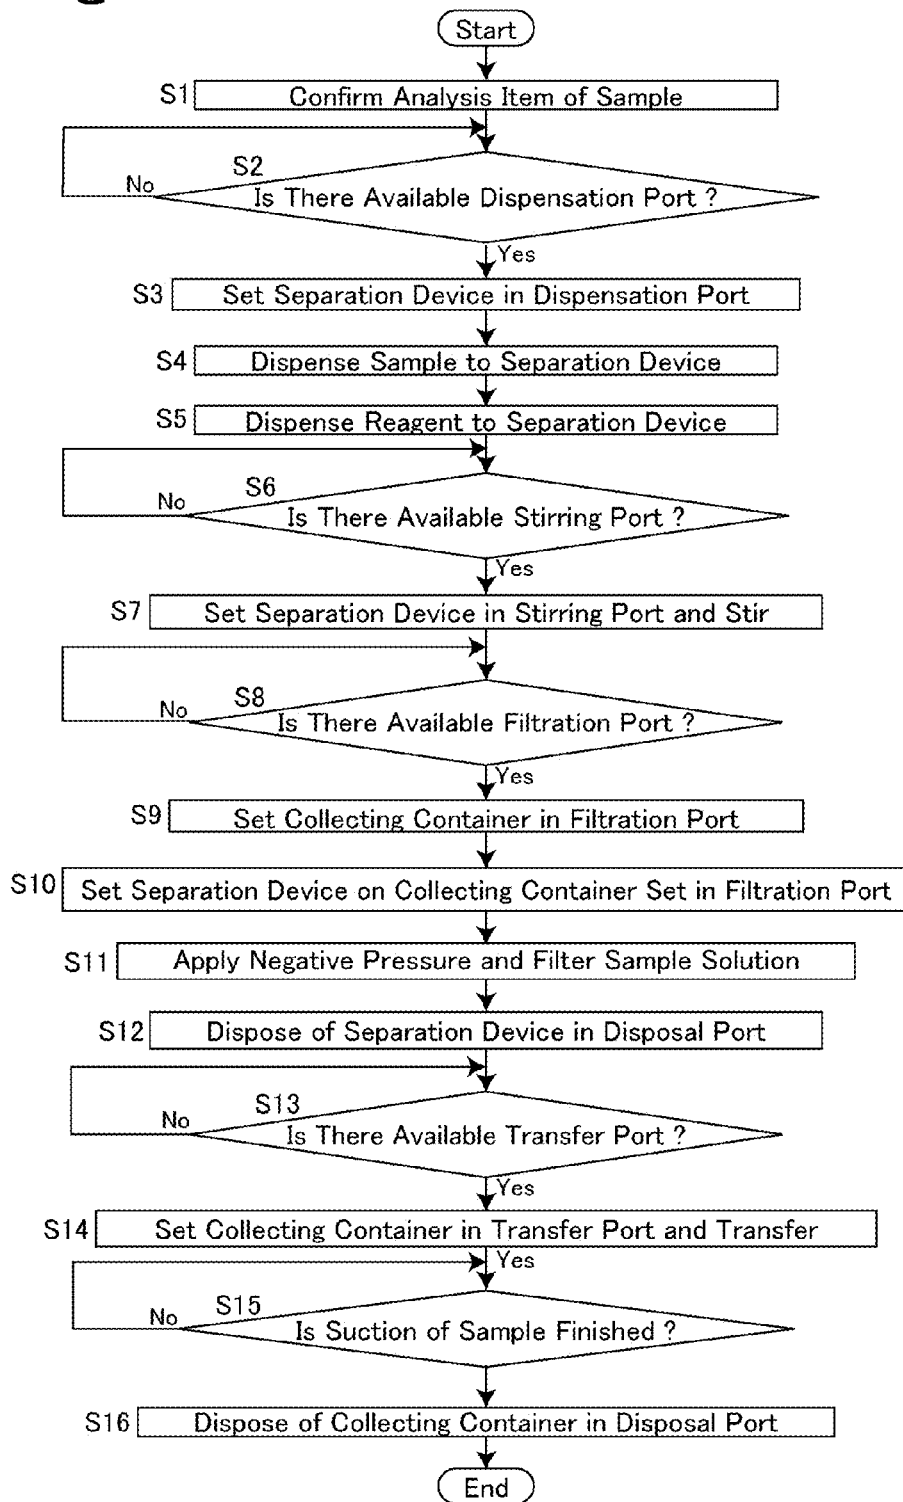 Start
S1 Confirm Analysis Item of Sample
S2
No Is There Available Dispensation Port ?
Yes
S3 Set Separation Device in Dispensation Port
S4 Dispense Sample to Separation Device
S5 Dispense Reagent to Separation Device
S6
No Is There Available Stirring Port ?
Yes
S7 Set Separation Device in Stirring Port and Stir
S8
No Is There Available Filtration Port ?
Yes
S9 Set Collecting Container in Filtration Port
S10 Set Separation Device on Collecting Container Set in Filtration Port
S11 Apply Negative Pressure and Filter Sample Solution
S12 Dispose of Separation Device in Disposal Port
S13
No Is There Available Transfer Port ?
Yes
S14 Set Collecting Container in Transfer Port and Transfer
Yes
S15
No Is Suction of Sample Finished ?
S16 Dispose of Collecting Container in Disposal Port
End